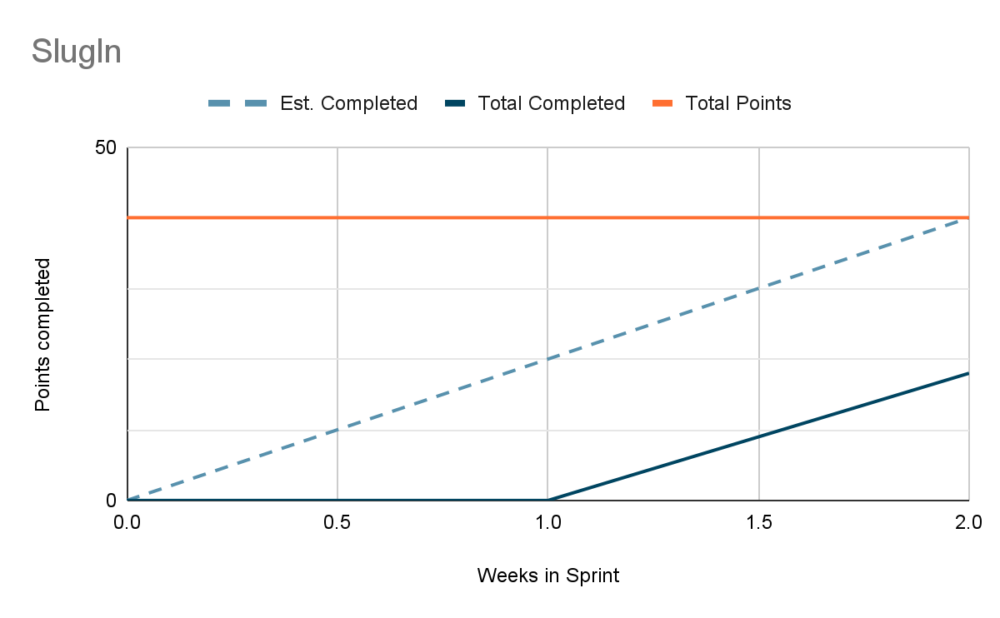 SlugIn
Est. Completed Total Completed Total Points
50
0
Points completed
0.0 0.5 1.0 1.5 2.0
Weeks in Sprint